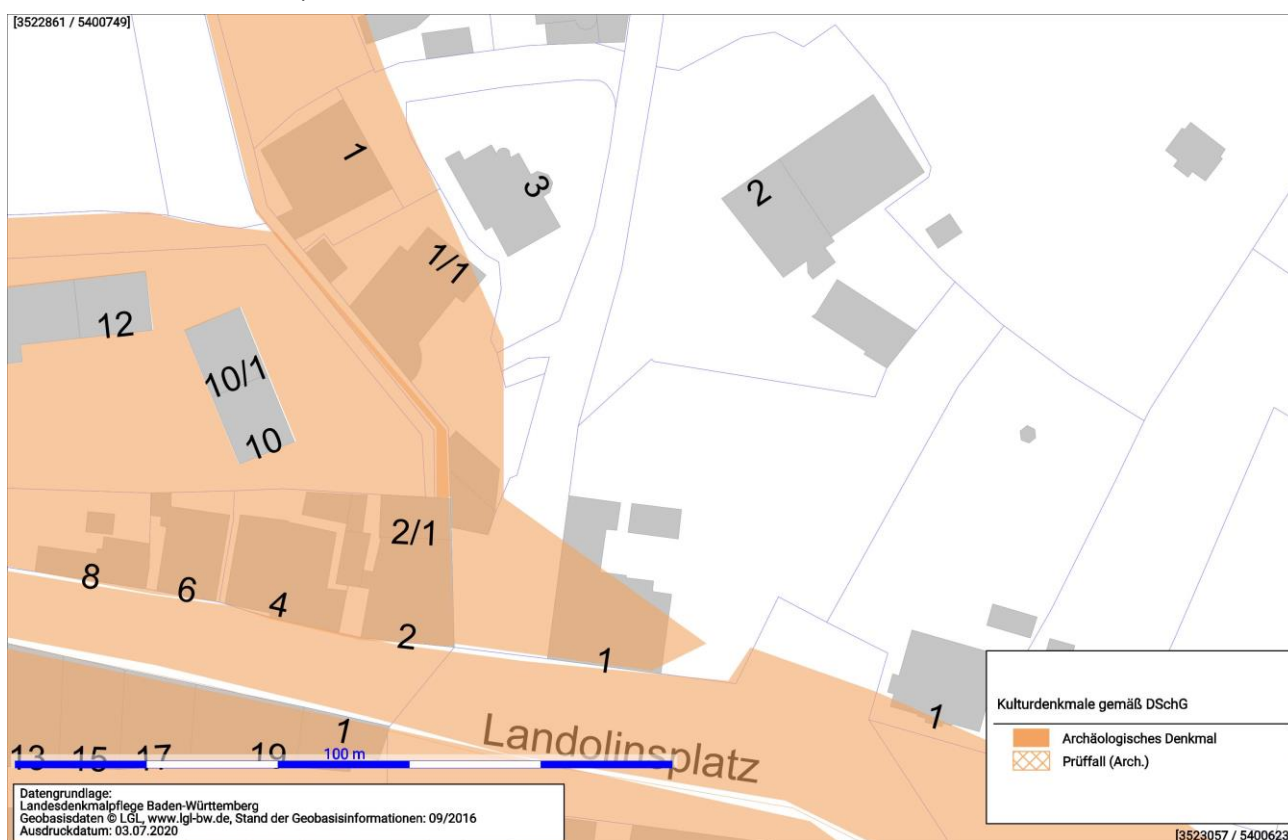 [3522861 / 5400749]
1
3
2
1/1
12
10/1
10
2/1
8
6
4
2
1
1
Landolinsplatz
13
15
17
19
1
100 m
Kulturdenkmale gemäß DSchG
Archäologisches Denkmal
Prüffall (Arch.)
Datengrundlage:
Landesdenkmalpflege Baden-Württemberg
Geobasisdaten © LGL, www.lgl-bw.de, Stand der Geobasisinformationen: 09/2016
Ausdruckdatum: 03.07.2020
[3523057 / 5400623]